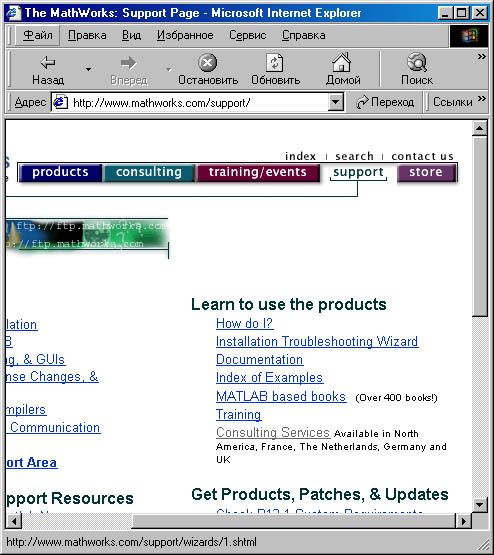 The MathWorks: Support Page - Microsoft Internet Explorer
Файл Правка Вид Избранное Сервис Справка »
Назад Вперед Остановить Обновить Домой Поиск »
Адрес http://www.mathworks.com/support/ Переход Ссылки »
index | search | contact us
products consulting training/events support store
ftp://ftp.mathworks.com
p://ftp.mathworks.com
Learn to use the products
How do I?
Installation Troubleshooting Wizard
Documentation
Index of Examples
MATLAB based books (Over 400 books!)
Training
Consulting Services Available in North
America, France, The Netherlands, Germany and
UK
Get Products, Patches, & Updates
lation
B
g, & GUIs
nse Changes, &
mpilers
Communication
ort Area
pport Resources
http://www.mathworks.com/support/wizards/1.shtml